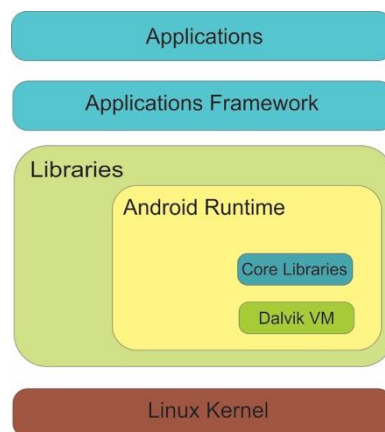 Applications
Applications Framework
Libraries
Android Runtime
Core Libraries
Dalvik VM
Linux Kernel